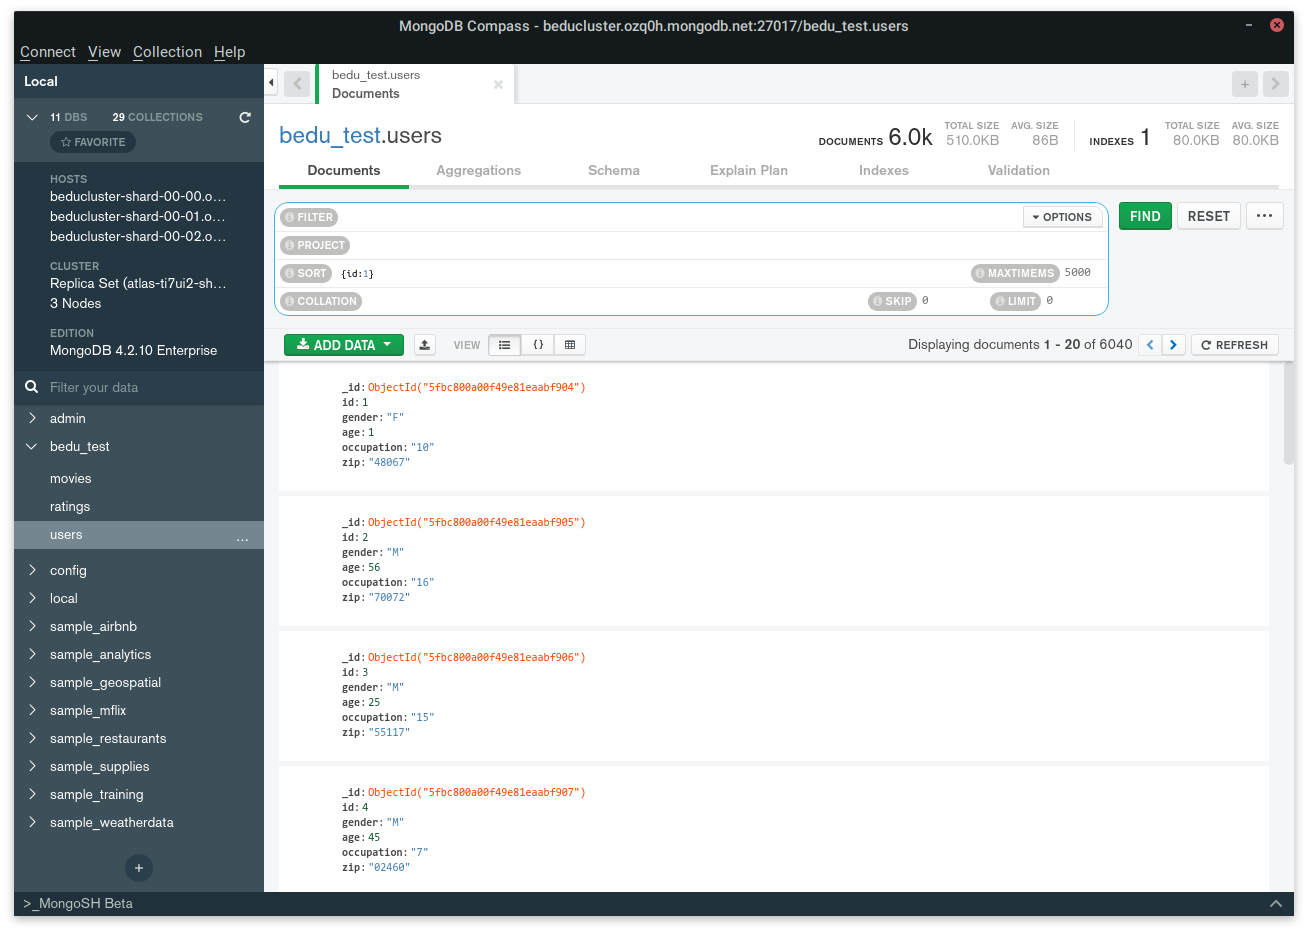 MongoDB Compass - beducluster.ozq0h.mongodb.net:27017/bedu_test.users
Connect View Collection Help
Local
11 DBS 29 COLLECTIONS
FAVORITE
HOSTS
beducluster-shard-00-00.o...
beducluster-shard-00-01.o...
beducluster-shard-00-02.o...
CLUSTER
Replica Set (atlas-ti7ui2-sh...
3 Nodes
EDITION
MongoDB 4.2.10 Enterprise
Filter your data
admin
bedu_test
movies
ratings
users ...
config
local
sample_airbnb
sample_analytics
sample_geospatial
sample_mflix
sample_restaurants
sample_supplies
sample_training
sample_weatherdata
+
bedu_test.users
Documents
bedu_test.users
DOCUMENTS 6.0k TOTAL SIZE 510.0KB AVG. SIZE 86B INDEXES 1 TOTAL SIZE 80.0KB AVG. SIZE 80.0KB
Documents Aggregations Schema Explain Plan Indexes Validation
FILTER OPTIONS FIND RESET ...
PROJECT
SORT {id:1} MAXTIMEMS 5000
COLLATION SKIP 0 LIMIT 0
ADD DATA VIEW {} Displaying documents 1 - 20 of 6040 < > REFRESH
_id:ObjectId("5fbc800a00f49e81eaabf904")
id:1
gender:"F"
age:1
occupation:"10"
zip:"48067"
_id:ObjectId("5fbc800a00f49e81eaabf905")
id:2
gender:"M"
age:56
occupation:"16"
zip:"70072"
_id:ObjectId("5fbc800a00f49e81eaabf906")
id:3
gender:"M"
age:25
occupation:"15"
zip:"55117"
_id:ObjectId("5fbc800a00f49e81eaabf907")
id:4
gender:"M"
age:45
occupation:"7"
zip:"02460"
>_MongoSH Beta